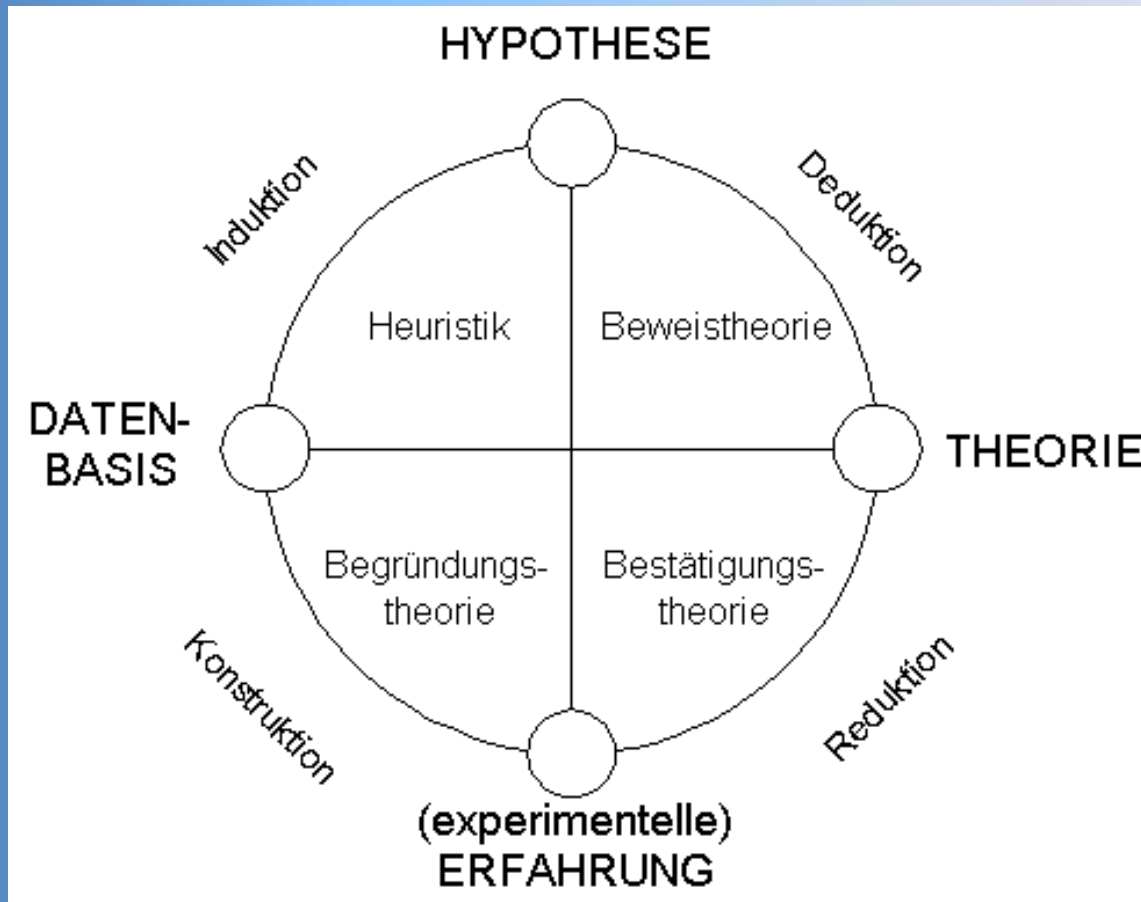 HYPOTHESE
Induktion
Deduktion
Heuristik
Beweistheorie
DATEN-
BASIS
THEORIE
Begründungs-
theorie
Bestätigungs-
theorie
Konstruktion
Reduktion
(experimentelle)
ERFAHRUNG